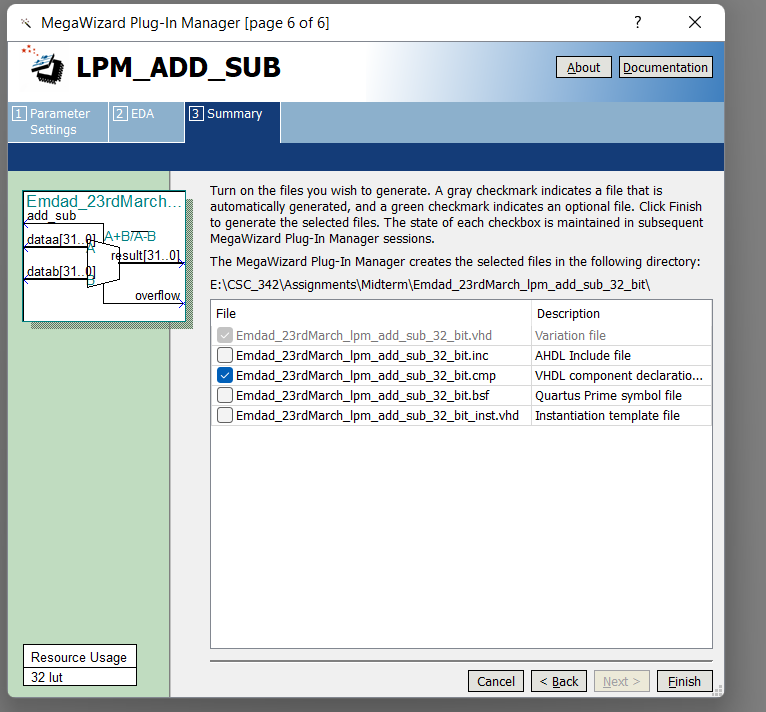 MegaWizard Plug-In Manager [page 6 of 6]
?
LPM_ADD_SUB
About
Documentation
1 Parameter
Settings
2 EDA
3 Summary
Emdad_23rdMarch...
add_sub
A+B/A-B
dataa[31..0]
A
result[31..0]
datab[31..0]
B
overflow
Turn on the files you wish to generate. A gray checkmark indicates a file that is
automatically generated, and a green checkmark indicates an optional file. Click Finish
to generate the selected files. The state of each checkbox is maintained in subsequent
MegaWizard Plug-In Manager sessions.
The MegaWizard Plug-In Manager creates the selected files in the following directory:
E:\CSC_342\Assignments\Midterm\Emdad_23rdMarch_lpm_add_sub_32_bit\
File Description
Emdad_23rdMarch_lpm_add_sub_32_bit.vhd Variation file
Emdad_23rdMarch_lpm_add_sub_32_bit.inc AHDL Include file
Emdad_23rdMarch_lpm_add_sub_32_bit.cmp VHDL component declaratio...
Emdad_23rdMarch_lpm_add_sub_32_bit.bsf Quartus Prime symbol file
Emdad_23rdMarch_lpm_add_sub_32_bit_inst.vhd Instantiation template file
Resource Usage
32 lut
Cancel
< Back
Next >
Finish